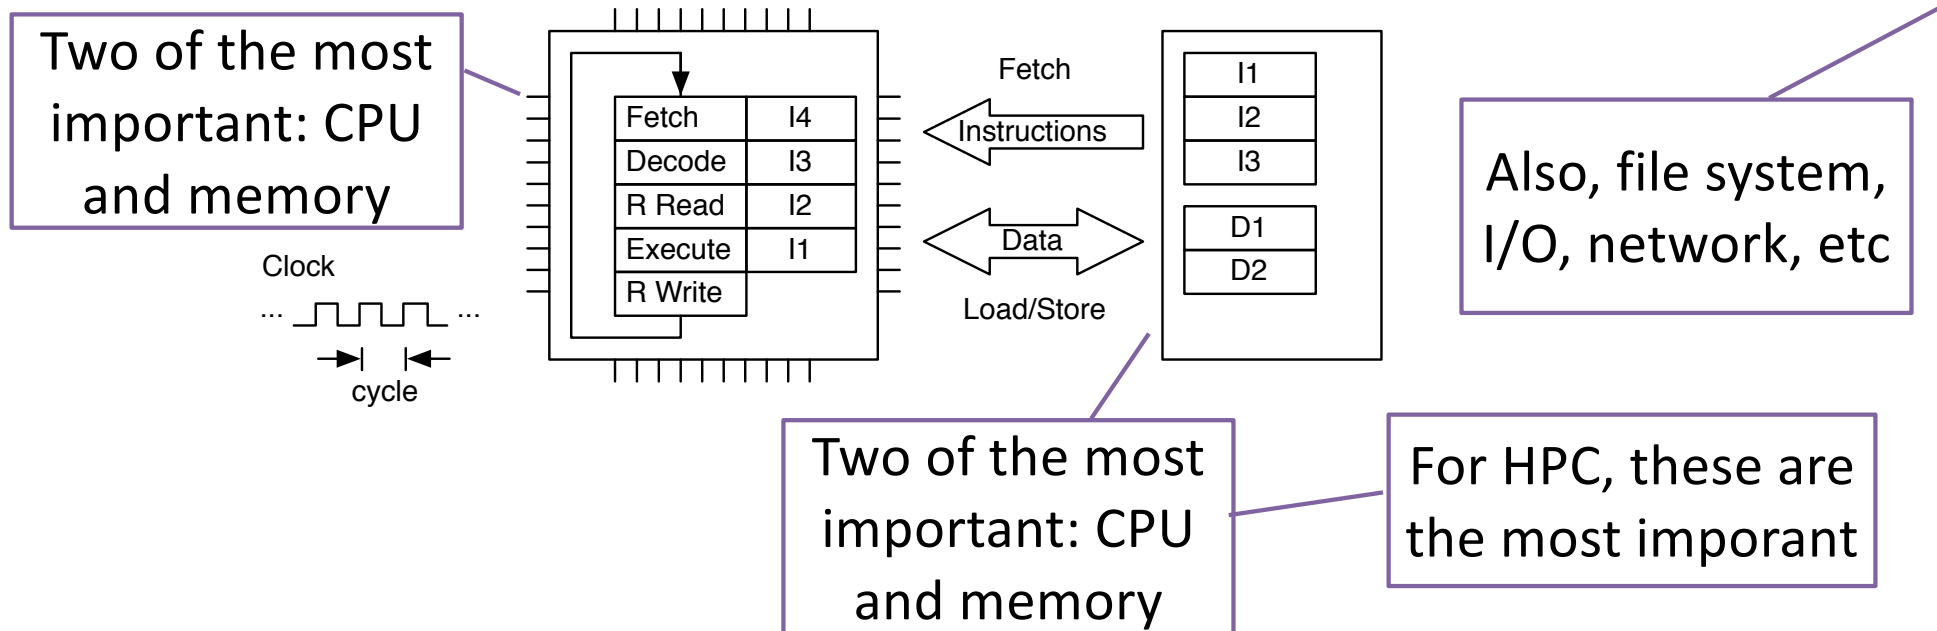 Two of the most
important: CPU
and memory
Clock
...
...
cycle
Fetch I4
Decode I3
R Read I2
Execute I1
R Write
Fetch
Instructions
Data
Load/Store
I1
I2
I3
D1
D2
Also, file system,
I/O, network, etc
Two of the most
important: CPU
and memory
For HPC, these are
the most imporant